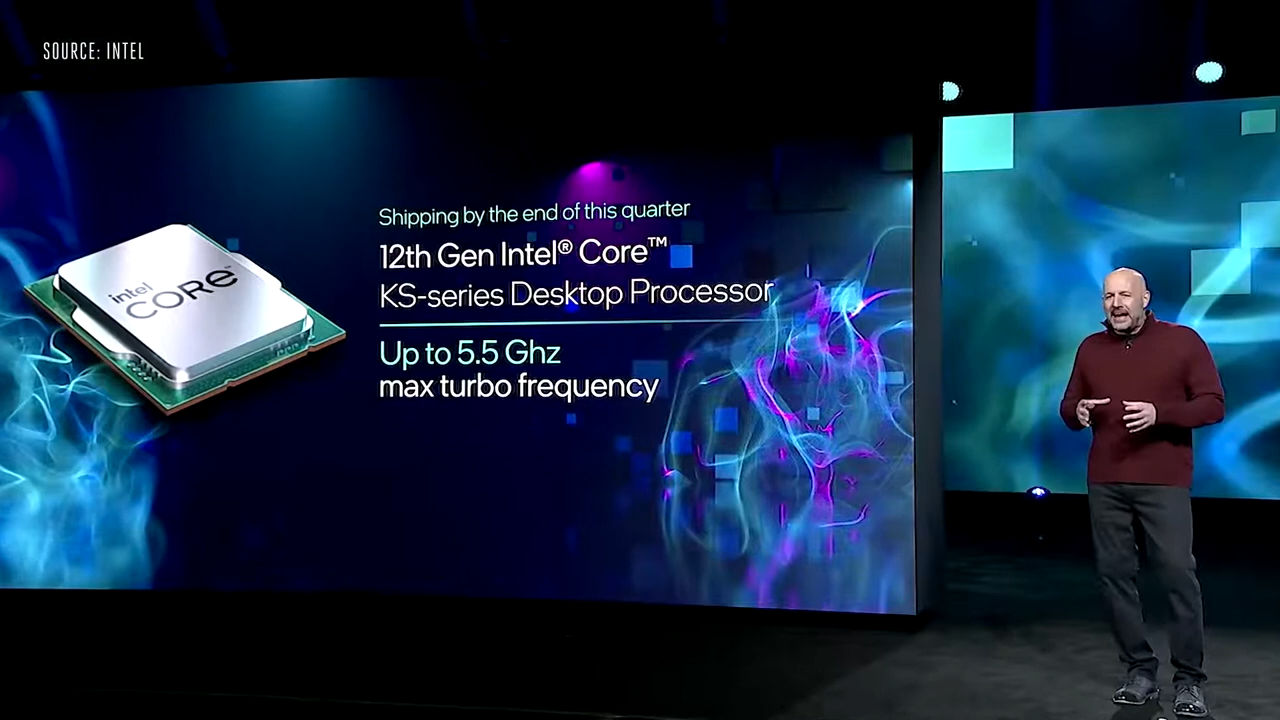 SOURCE: INTEL
Shipping by the end of this quarter
12th Gen Intel® Core™
KS-series Desktop Processor
Up to 5.5 Ghz
max turbo frequency
intel
CORE™